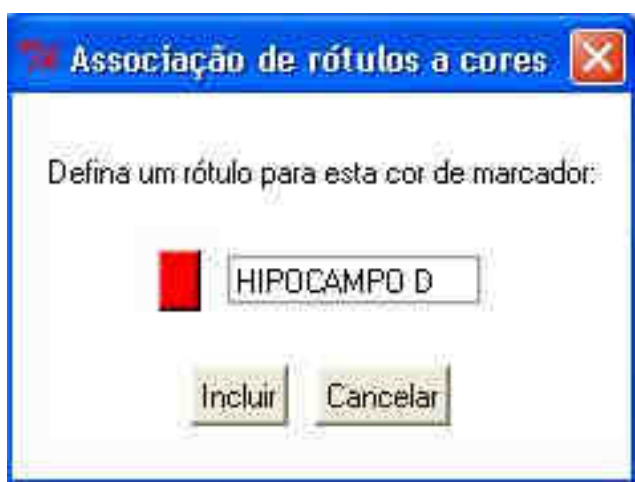 Associação de rótulos a cores
Defina um rótulo para esta cor de marcador:
HIPOCAMPO D
Incluir Cancelar